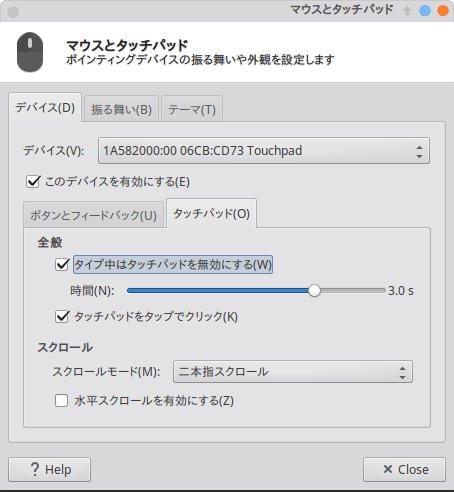 マウスとタッチパッド
マウスとタッチパッド
ポインティングデバイスの振る舞いや外観を設定します
デバイス(D) 振る舞い(B) テーマ(T)
デバイス(V): 1A582000:00 06CB:CD73 Touchpad
このデバイスを有効にする(E)
ボタンとフィードバック(U) タッチパッド(O)
全般
タイプ中はタッチパッドを無効にする(W)
時間(N): 3.0 s
タッチパッドをタップでクリック(K)
スクロール
スクロールモード(M): 二本指スクロール
水平スクロールを有効にする(Z)
? Help × Close